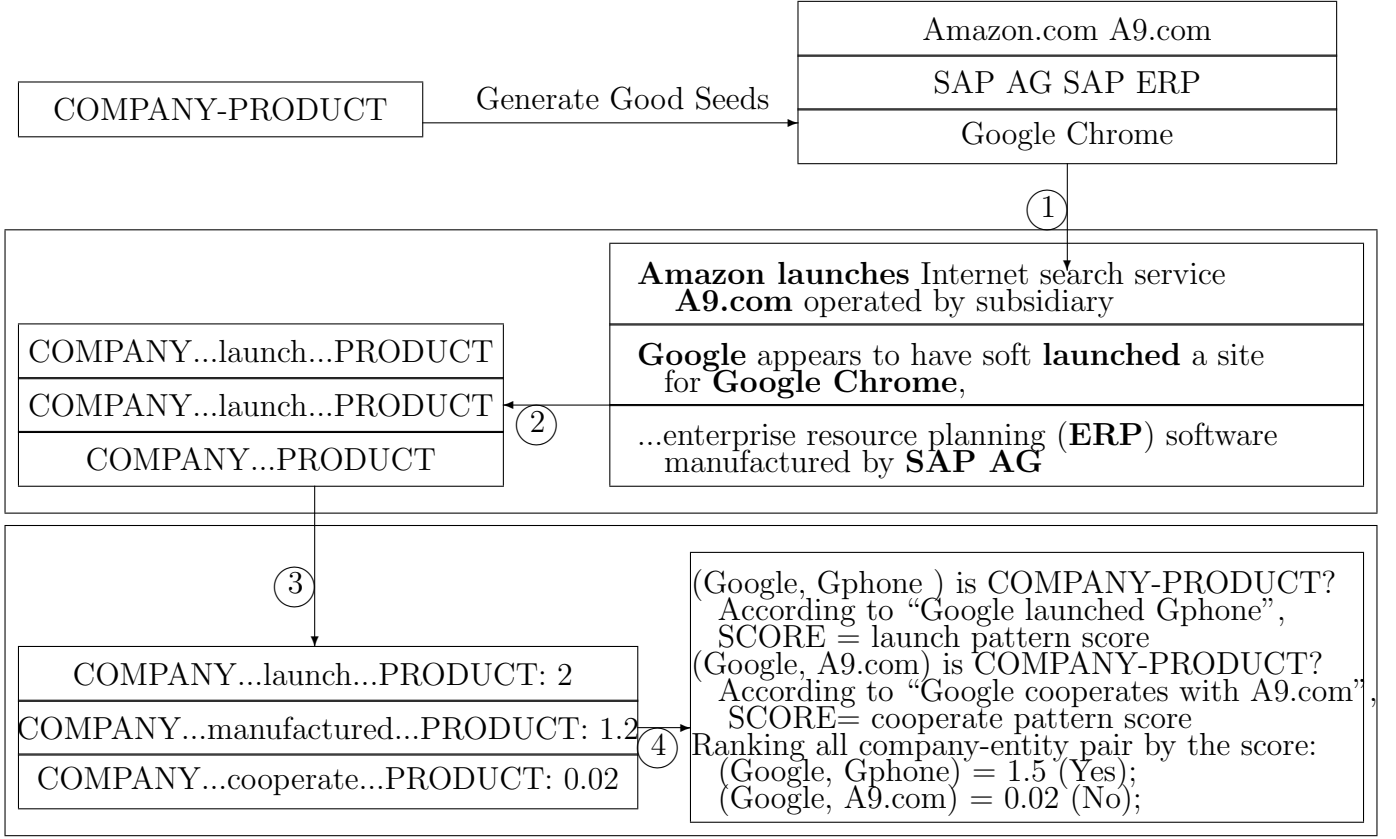 COMPANY-PRODUCT
Generate Good Seeds
Amazon.com A9.com
SAP AG SAP ERP
Google Chrome
1
Amazon launches Internet search service
A9.com operated by subsidiary
Google appears to have soft launched a site
for Google Chrome,
...enterprise resource planning (ERP) software
manufactured by SAP AG
2
COMPANY...launch...PRODUCT
COMPANY...launch...PRODUCT
COMPANY...PRODUCT
3
COMPANY...launch...PRODUCT: 2
COMPANY...manufactured...PRODUCT: 1.2
COMPANY...cooperate...PRODUCT: 0.02
4
(Google, Gphone ) is COMPANY-PRODUCT?
According to “Google launched Gphone”,
SCORE = launch pattern score
(Google, A9.com) is COMPANY-PRODUCT?
According to “Google cooperates with A9.com”,
SCORE= cooperate pattern score
Ranking all company-entity pair by the score:
(Google, Gphone) = 1.5 (Yes);
(Google, A9.com) = 0.02 (No);